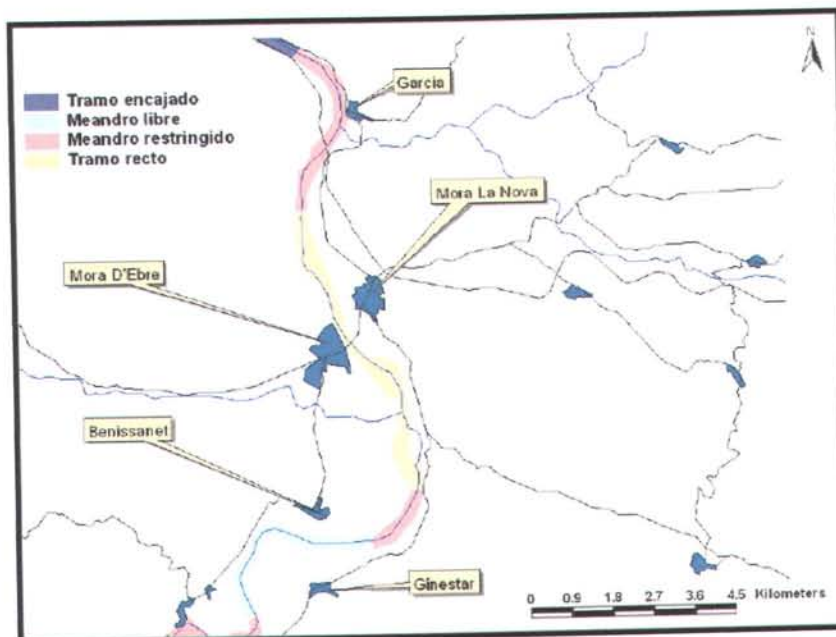 N
Garcia
Tramo encajado
Meandro libre
Meandro restringido
Tramo recto
Mora La Nova
Mora D'Ebre
Benissanet
Ginestar
0 0.9 1.8 2.7 3.6 4.5 Kilometers